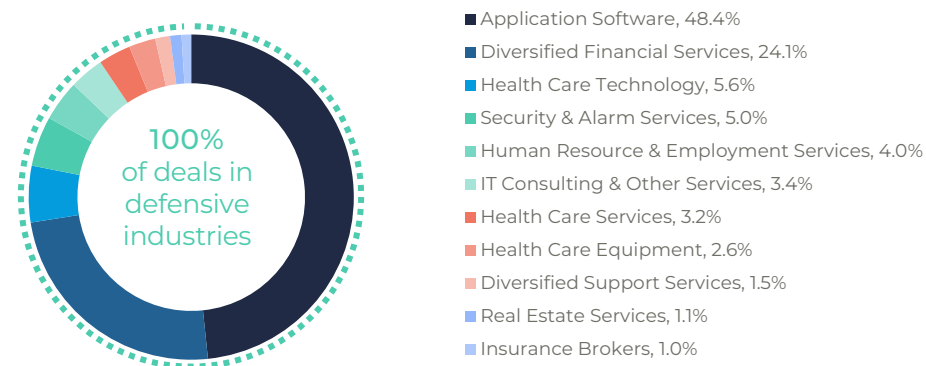 100%
of deals in
defensive
industries
Application Software, 48.4%
Diversified Financial Services, 24.1%
Health Care Technology, 5.6%
Security & Alarm Services, 5.0%
Human Resource & Employment Services, 4.0%
IT Consulting & Other Services, 3.4%
Health Care Services, 3.2%
Health Care Equipment, 2.6%
Diversified Support Services, 1.5%
Real Estate Services, 1.1%
Insurance Brokers, 1.0%